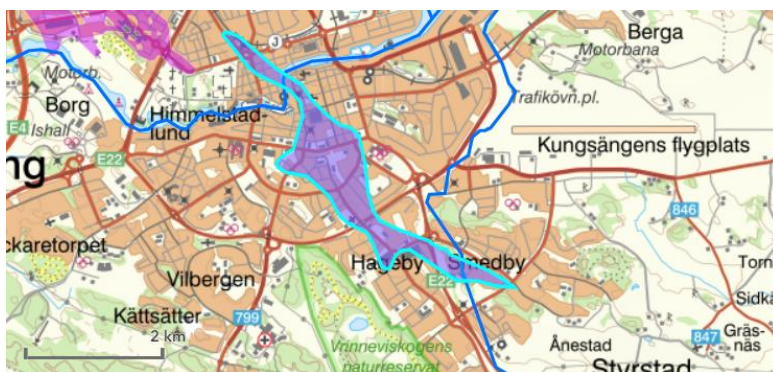 Berga
Motorbana
J
Motorb.
Borg
Ishall
E4
Himmelstad-
lund
Trafikövn.pl.
Kungsängens flygplats
E22
ng
846
ckaretorpet
Hageby
Smedby
Torn
Vilbergen
E22
Sidkä
Kättsätter
799
2 km
Vrinneviskogens
naturreservat
Ånestad
847
Gräs-
näs
Styrstad